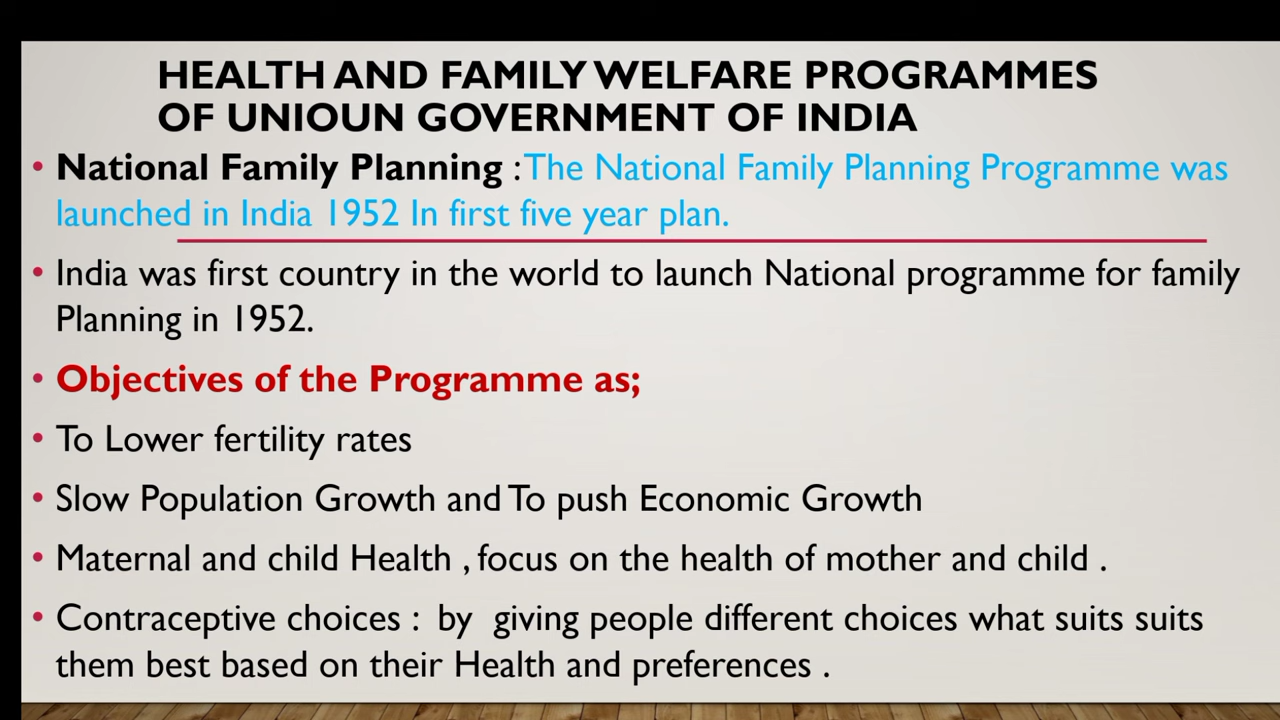 HEALTH AND FAMILY WELFARE PROGRAMMES
OF UNIOUN GOVERNMENT OF INDIA
• National Family Planning : The National Family Planning Programme was
launched in India 1952 In first five year plan.
• India was first country in the world to launch National programme for family
Planning in 1952.
• Objectives of the Programme as;
• To Lower fertility rates
• Slow Population Growth and To push Economic Growth
• Maternal and child Health , focus on the health of mother and child .
• Contraceptive choices : by giving people different choices what suits suits
them best based on their Health and preferences .